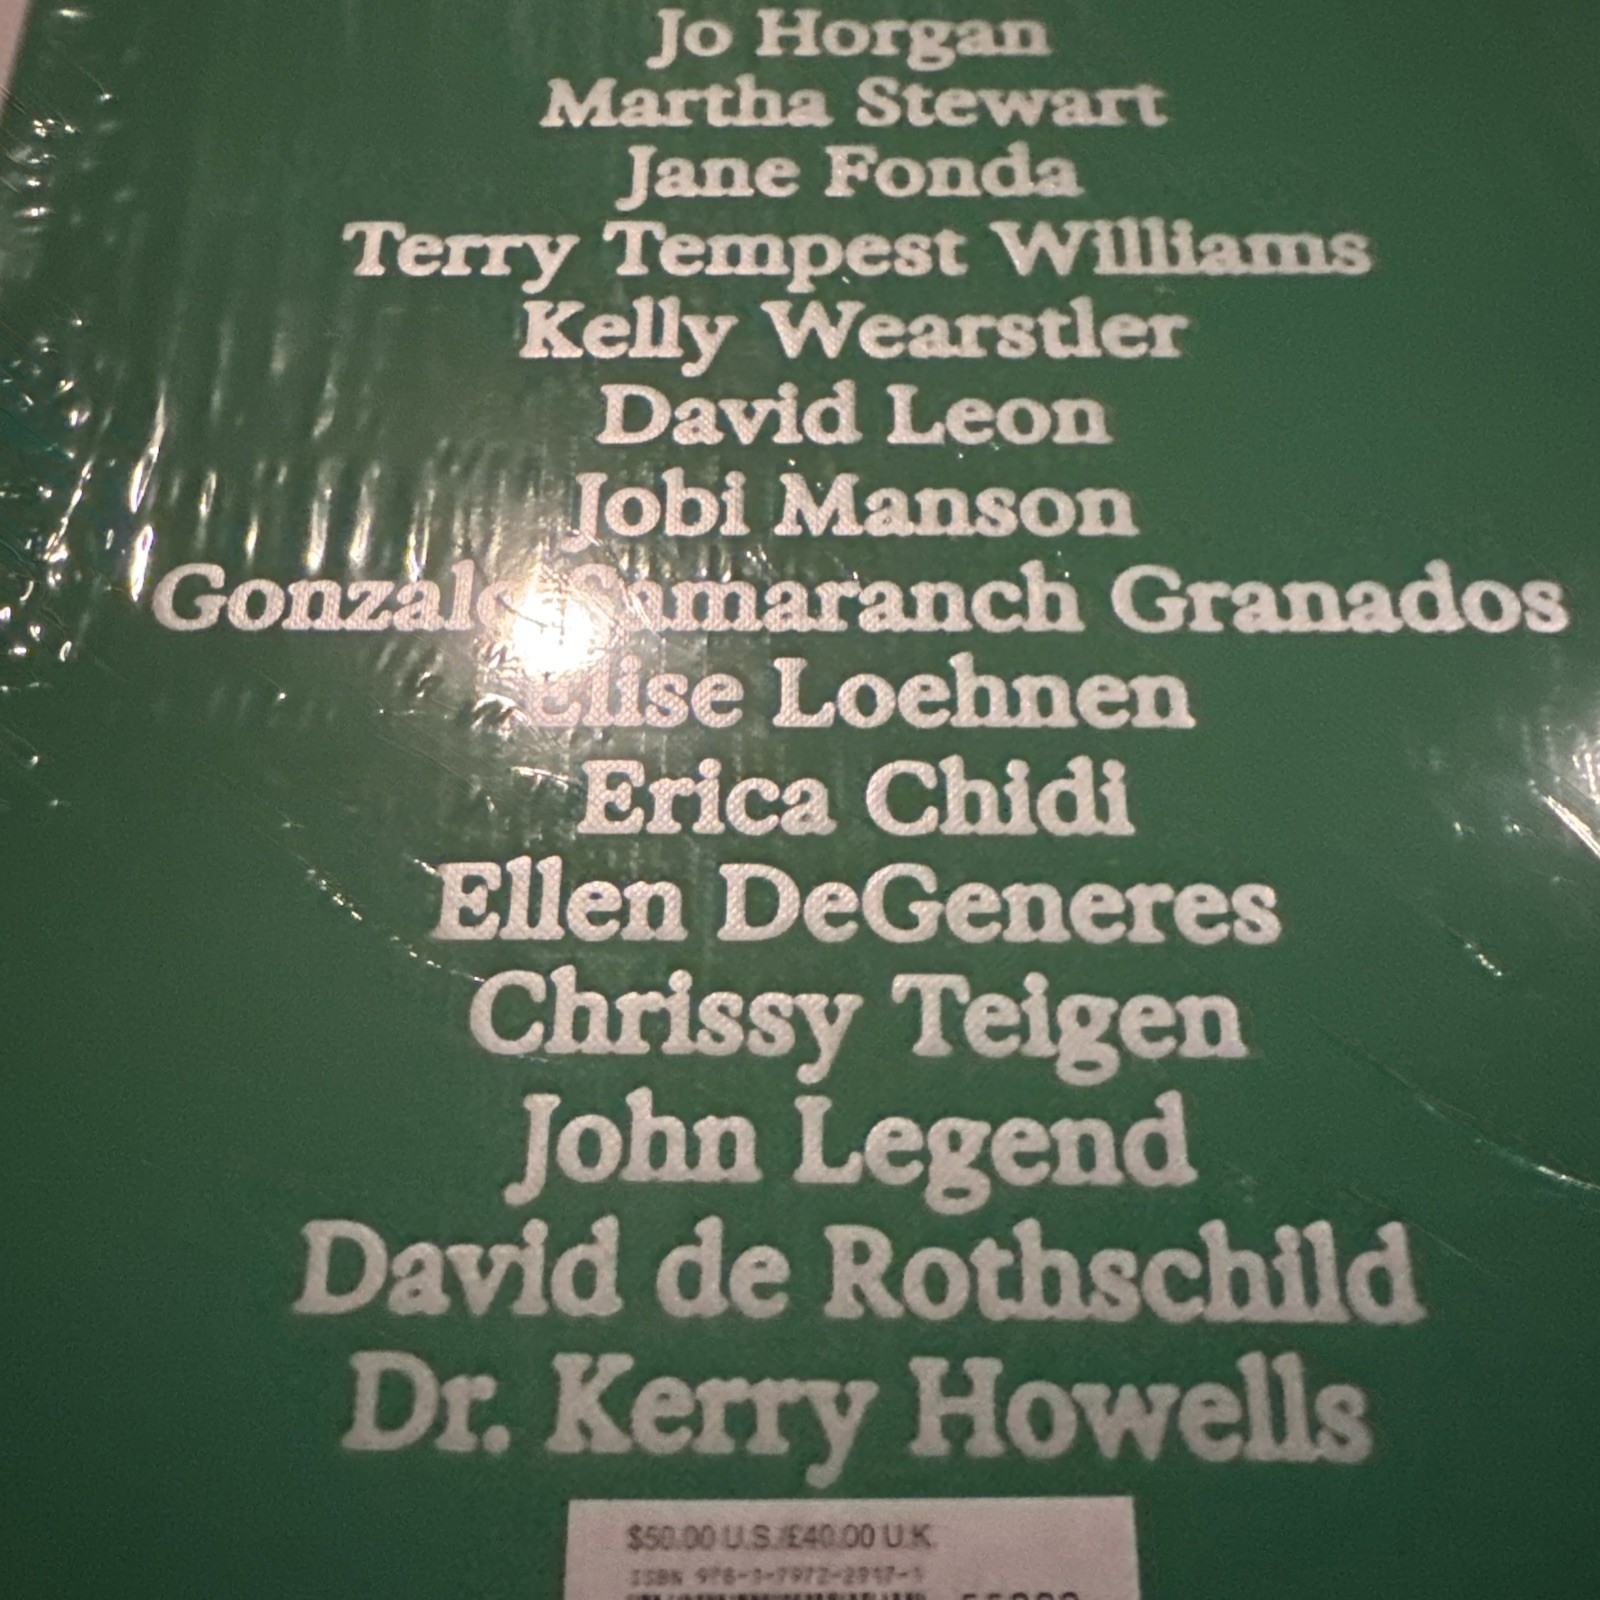 Jo Horgan
Martha Stewart
Jane Fonda
Terry Tempest Williams
Kelly Wearstler
David Leon
Jobi Manson
Gonzalo Samaranch Granados
Elise Loehnen
Erica Chidi
Ellen DeGeneres
Chrissy Teigen
John Legend
David de Rothschild
Dr. Kerry Howells
$50.00 U.S./£40.00 U.K.
ISBN